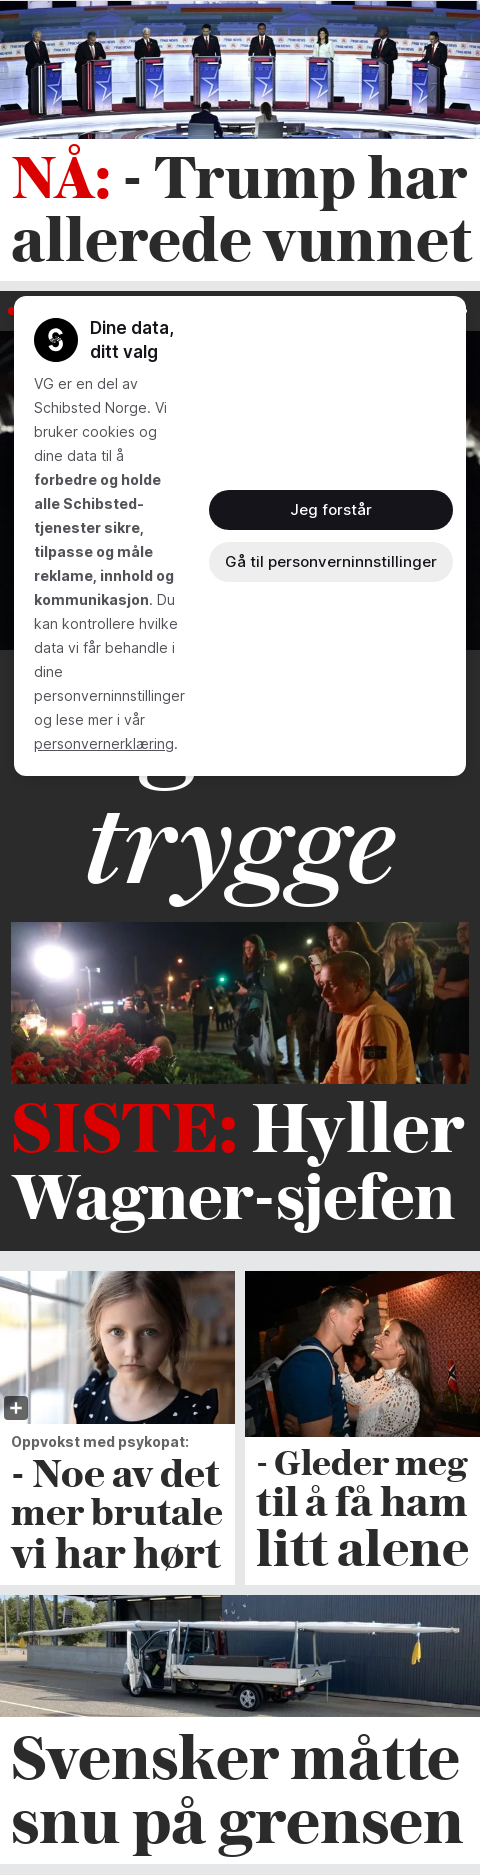 NÅ: - Trump har
allerede vunnet
Dine data,
ditt valg
VG er en del av
Schibsted Norge. Vi
bruker cookies og
dine data til å
forbedre og holde
alle Schibsted-
tjenester sikre,
tilpasse og måle
reklame, innhold og
kommunikasjon. Du
kan kontrollere hvilke
data vi får behandle i
dine
personverninnstillinger
og lese mer i vår
personvernerklæring.
Jeg forstår
Gå til personverninnstillinger
trygge
SISTE: Hyller
Wagner-sjefen
Oppvokst med psykopat:
- Noe av det
mer brutale
vi har hørt
- Gleder meg
til å få ham
litt alene
Svensker måtte
snu på grensen